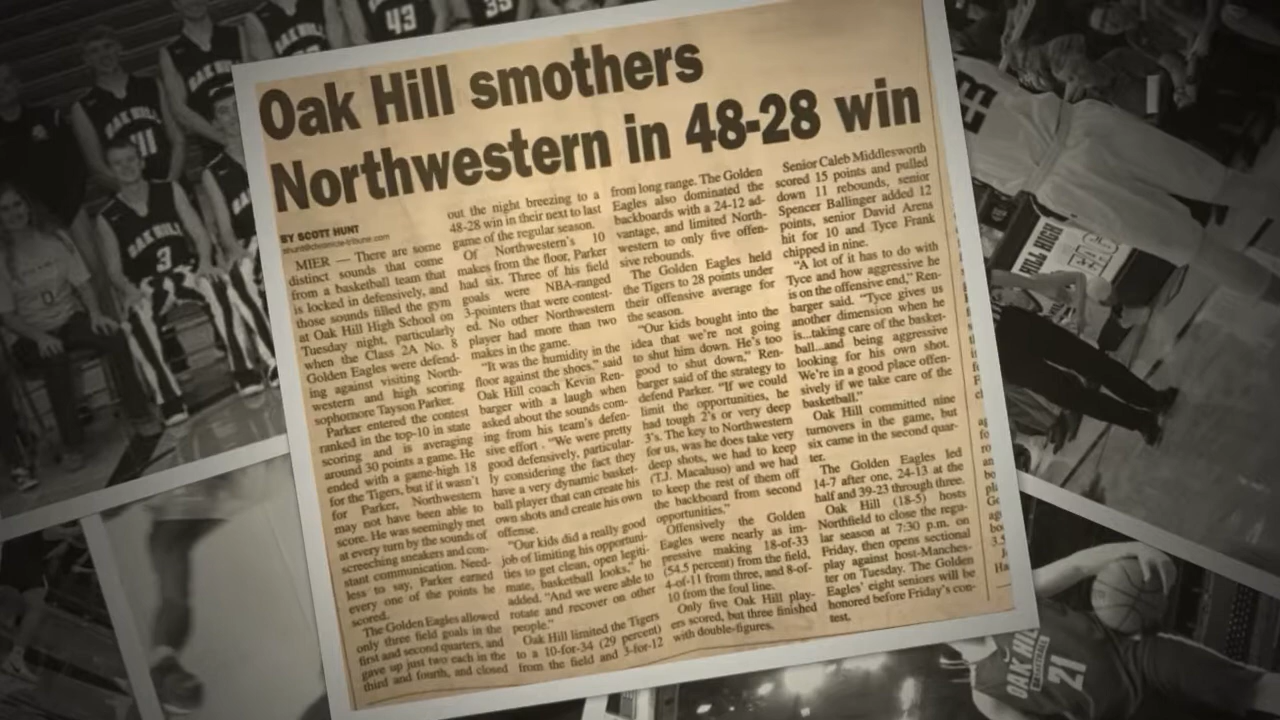 Oak Hill smothers
Northwestern in 48-28 win
BY SCOTT HUNT
MIER — There are some
distinct sounds that come
from a basketball team that
is locked in defensively, and
those sounds filled the gym
at Oak Hill High School on
Tuesday night, particularly
when the Class 2A No. 8
Golden Eagles were defend-
ing against visiting North-
western and high scoring
sophomore Tayson Parker.
Parker entered the contest
ranked in the top-10 in state
scoring and is averaging
around 30 points a game. He
ended with a game-high 18
for the Tigers, but if it wasn't
for Parker, Northwestern
may not have been able to
score. He was seemingly met
at every turn by the sounds of
screeching sneakers and con-
stant communication. Need-
less to say, Parker earned
every one of the points he
scored.
The Golden Eagles allowed
only three field goals in the
first and second quarters, and
gave up just two each in the
third and fourth, and closed
out the night breezing to a
48-28 win in their next to last
game of the regular season.
Of Northwestern's 10
makes from the floor, Parker
had six. Three of his field
goals were NBA-ranged
3-pointers that were contest-
ed. No other Northwestern
player had more than two
makes in the game.
"It was the humidity in the
floor against the shoes," said
Oak Hill coach Kevin Ren-
barger with a laugh when
asked about the sounds com-
ing from his team's defen-
sive effort . "We were pretty
good defensively, particular-
ly considering the fact they
have a very dynamic basket-
ball player that can create his
own shots and create his own
offense.
"Our kids did a really good
job of limiting his opportuni-
ties to get clean, open legiti-
mate, basketball looks," he
added. "And we were able to
rotate and recover on other
people."
Oak Hill limited the Tigers
to a 10-for-34 (29 percent)
from the field and 3-for-12
from long range. The Golden
Eagles also dominated the
backboards with a 24-12 ad-
vantage, and limited North-
western to only five offen-
sive rebounds.
The Golden Eagles held
the Tigers to 28 points under
their offensive average for
the season.
"Our kids bought into the
idea that we're not going
to shut him down. He's too
good to shut down," Ren-
barger said of the strategy to
defend Parker. "If we could
limit the opportunities, he
had tough 2's or very deep
3's. The key to Northwestern
for us, was he does take very
deep shots, we had to keep
(T.J. Macaluso) and we had
to keep the rest of them off
the backboard from second
opportunities."
Offensively the Golden
Eagles were nearly as im-
pressive making 18-of-33
(54.5 percent) from the field,
4-of-11 from three, and 8-of-
10 from the foul line.
Only five Oak Hill play-
ers scored, but three finished
with double-figures.
Senior Caleb Middlesworth
scored 15 points and pulled
down 11 rebounds, senior
Spencer Ballinger added 12
points, senior David Arens
hit for 10 and Tyce Frank
chipped in nine.
"A lot of it has to do with
Tyce and how aggressive he
is on the offensive end," Ren-
barger said. "Tyce gives us
another dimension when he
is...taking care of the basket-
ball...and being aggressive
looking for his own shot.
We're in a good place offen-
sively if we take care of the
basketball."
Oak Hill committed nine
turnovers in the game, but
six came in the second quar-
ter.
The Golden Eagles led
14-7 after one, 24-13 at the
half and 39-23 through three.
Oak Hill (18-5) hosts
Northfield to close the regu-
lar season at 7:30 p.m. on
Friday, then opens sectional
play against host-Manches-
ter on Tuesday. The Golden
Eagles' eight seniors will be
honored before Friday's con-
test.
43
OAK HILL
11
OAK HILL
3
HILL HIGH
OAK HILL
BASKETBALL
21